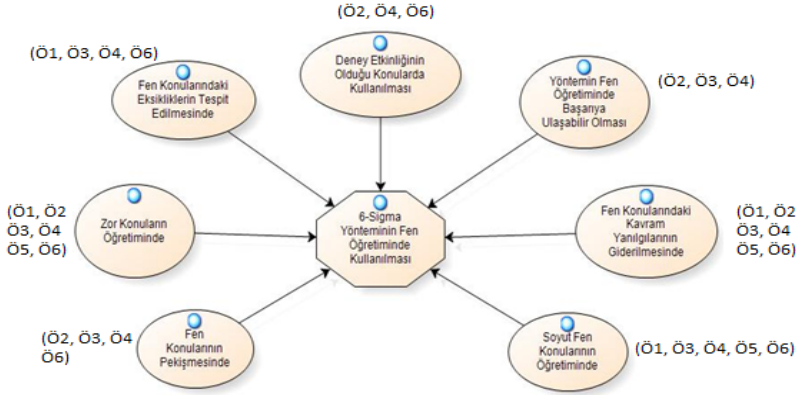 (Ö2, Ö4, Ö6)
Deney Etkinliğinin
Olduğu Konularda
Kullanılması
(Ö1, Ö3, Ö4, Ö6)
Fen Konularındaki
Eksikliklerin Tespit
Edilmesinde
Yöntemin Fen
Öğretiminde
Başarıya
Ulaşabilir Olması
(Ö2, Ö3, Ö4)
(Ö1, Ö2
Ö3, Ö4
Ö5, Ö6)
Zor Konuların
Öğretiminde
6-Sigma
Yönteminin Fen
Öğretiminde
Kullanılması
Fen Konularındaki
Kavram
Yanılgılarının
Giderilmesinde
(Ö1, Ö2
Ö3, Ö4
Ö5, Ö6)
(Ö2, Ö3, Ö4
Ö6)
Fen
Konularının
Pekişmesinde
Soyut Fen
Konularının
Öğretiminde
(Ö1, Ö3, Ö4, Ö5, Ö6)